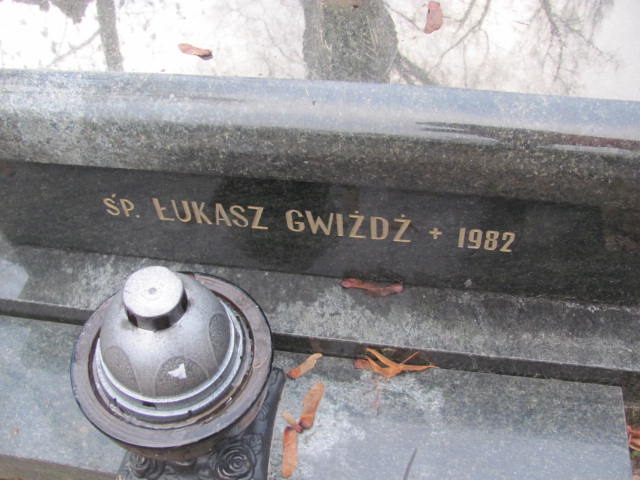 ŚP. ŁUKASZ GWIŻDŻ + 1982